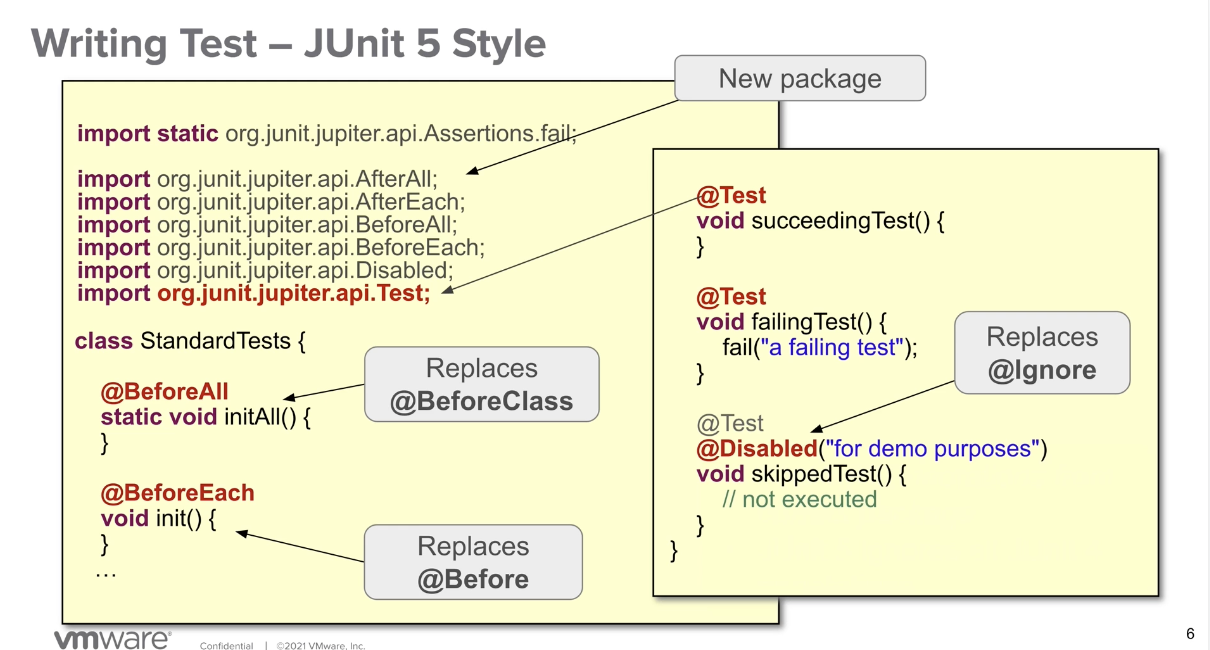 Writing Test – JUnit 5 Style
New package
import static org.junit.jupiter.api.Assertions.fail;
import org.junit.jupiter.api.AfterAll;
import org.junit.jupiter.api.AfterEach;
import org.junit.jupiter.api.BeforeAll;
import org.junit.jupiter.api.BeforeEach;
import org.junit.jupiter.api.Disabled;
import org.junit.jupiter.api.Test;
class StandardTests {
@BeforeAll
static void initAll() {
}
Replaces
@BeforeClass
@BeforeEach
void init() {
}
…
Replaces
@Before
@Test
void succeedingTest() {
}
@Test
void failingTest() {
fail("a failing test");
}
Replaces
@Ignore
@Test
@Disabled("for demo purposes")
void skippedTest() {
// not executed
}
}
vmware®
Confidential | ©2021 VMware, Inc.
6